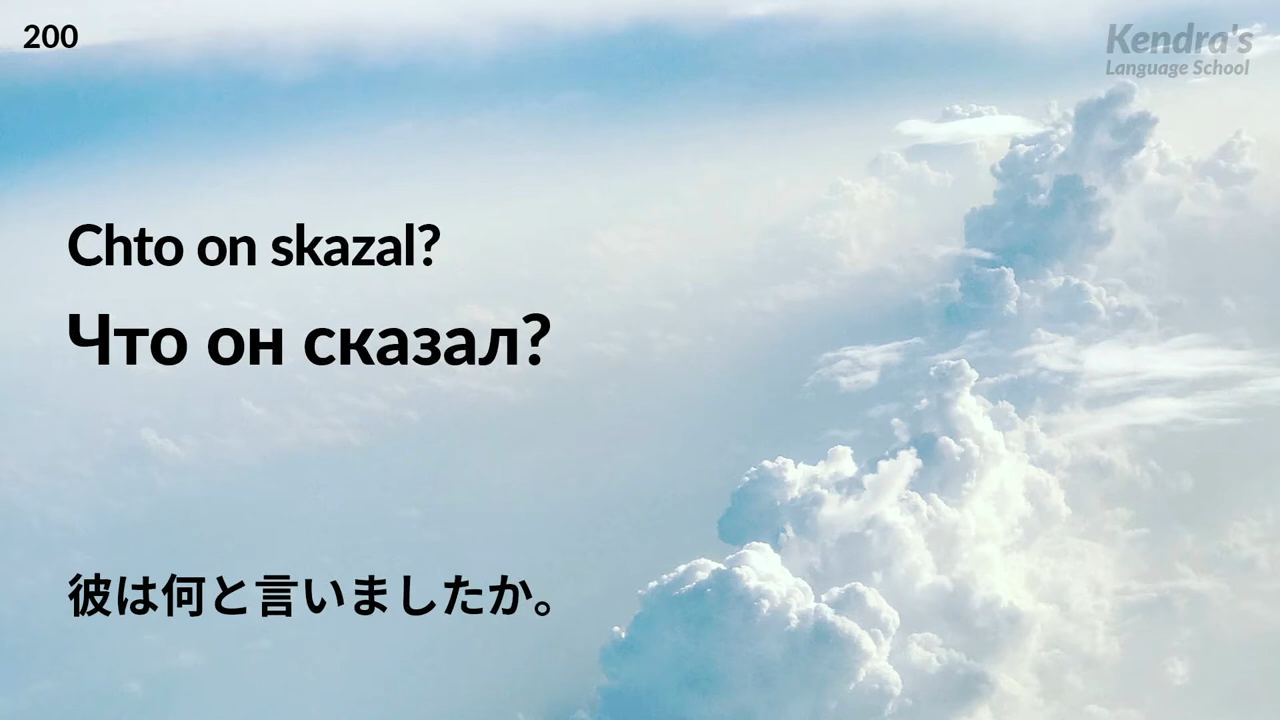 200
Kendra's
Language School
Chto on skazal?
Что он сказал?
彼は何と言いましたか。